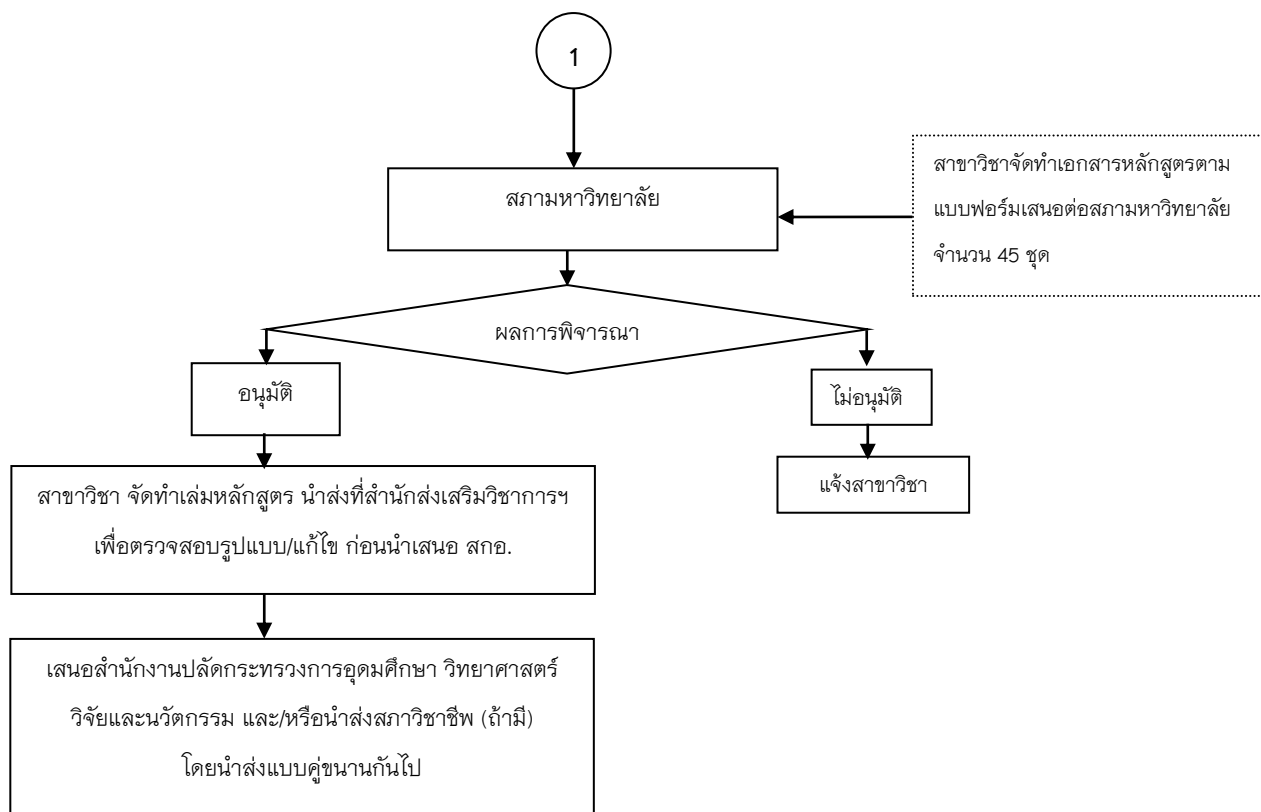 1
สภามหาวิทยาลัย
สาขาวิชาจัดทำเอกสารหลักสูตรตาม
แบบฟอร์มเสนอต่อสภามหาวิทยาลัย
จำนวน 45 ชุด
ผลการพิจารณา
อนุมัติ
ไม่อนุมัติ
แจ้งสาขาวิชา
สาขาวิชา จัดทำเล่มหลักสูตร นำส่งที่สำนักส่งเสริมวิชาการฯ
เพื่อตรวจสอบรูปแบบ/แก้ไข ก่อนนำเสนอ สกอ.
เสนอสำนักงานปลัดกระทรวงการอุดมศึกษา วิทยาศาสตร์
วิจัยและนวัตกรรม และ/หรือนำส่งสภาวิชาชีพ (ถ้ามี)
โดยนำส่งแบบคู่ขนานกันไป